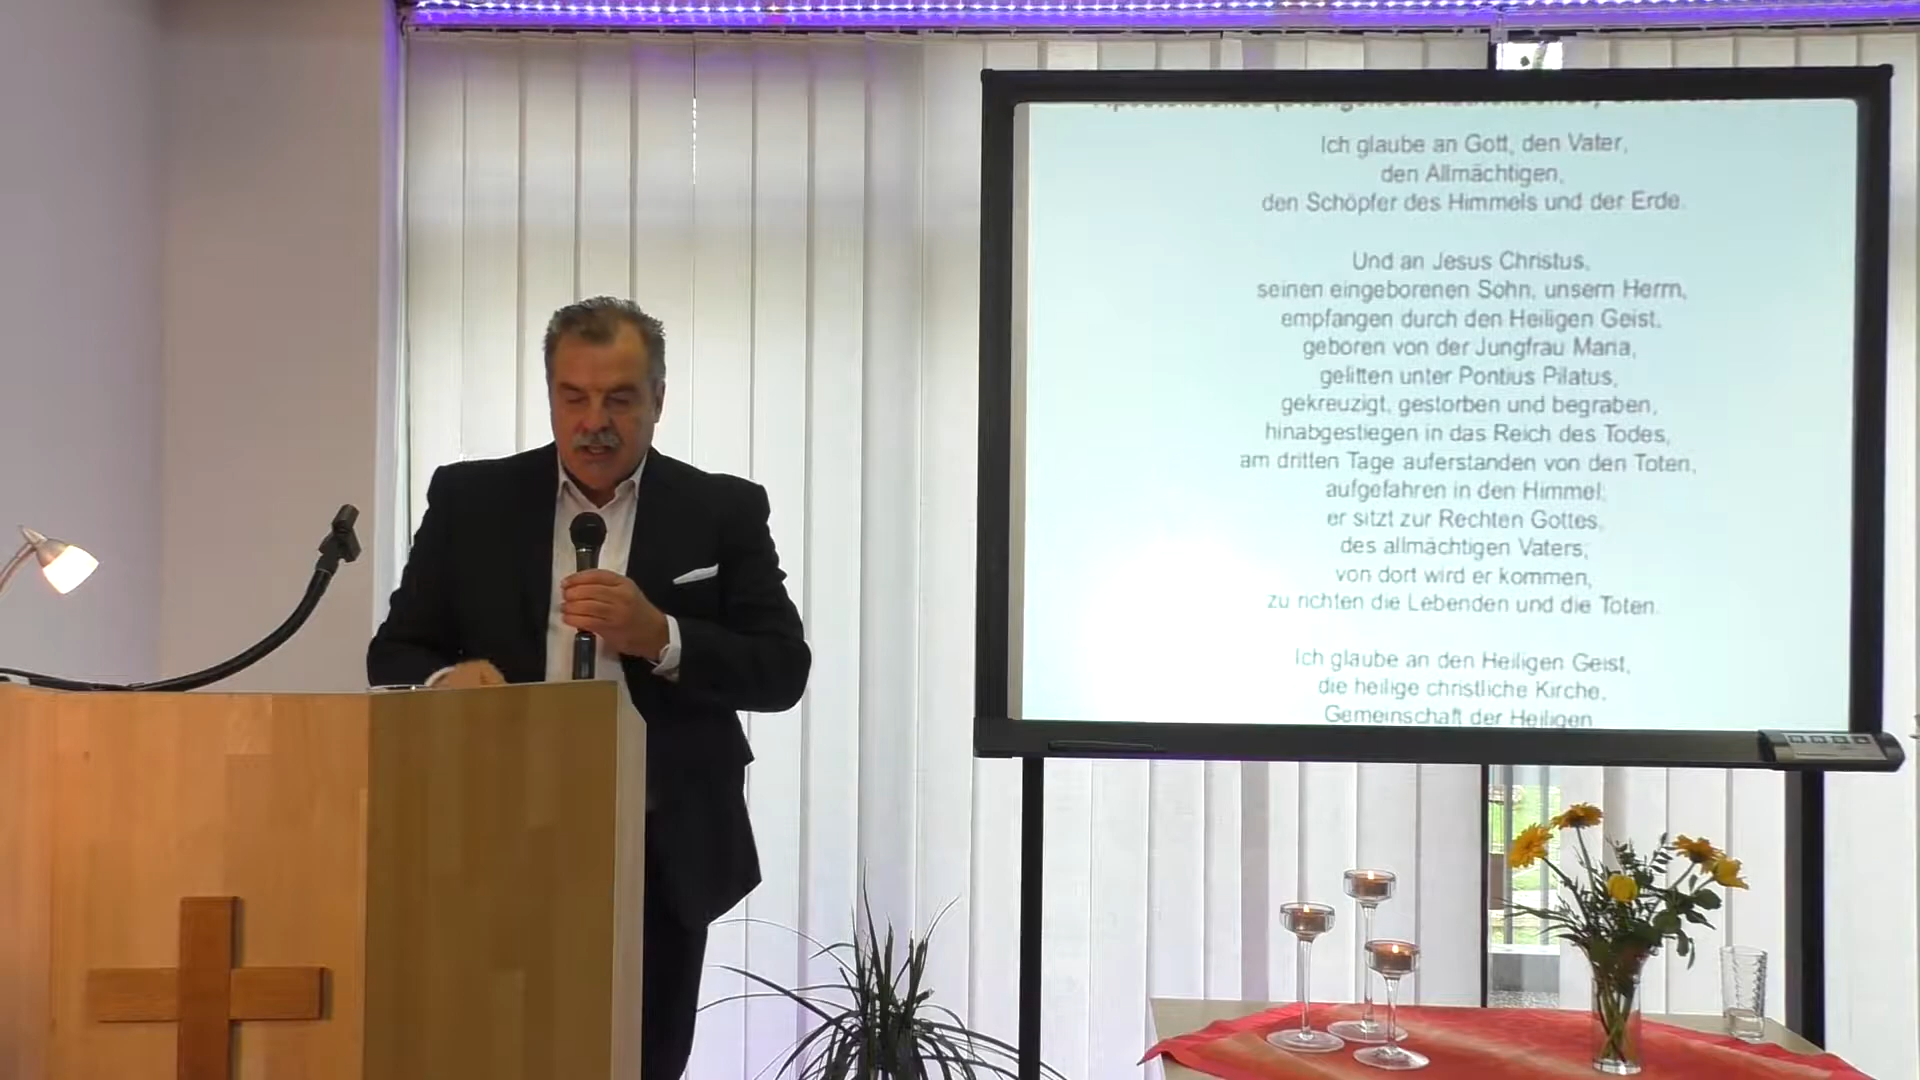 Ich glaube an Gott, den Vater,
den Allmächtigen,
den Schöpfer des Himmels und der Erde.
Und an Jesus Christus,
seinen eingeborenen Sohn, unsern Herrn,
empfangen durch den Heiligen Geist,
geboren von der Jungfrau Maria,
gelitten unter Pontius Pilatus,
gekreuzigt, gestorben und begraben,
hinabgestiegen in das Reich des Todes,
am dritten Tage auferstanden von den Toten,
aufgefahren in den Himmel;
er sitzt zur Rechten Gottes,
des allmächtigen Vaters;
von dort wird er kommen,
zu richten die Lebenden und die Toten.
Ich glaube an den Heiligen Geist,
die heilige christliche Kirche,
Gemeinschaft der Heiligen